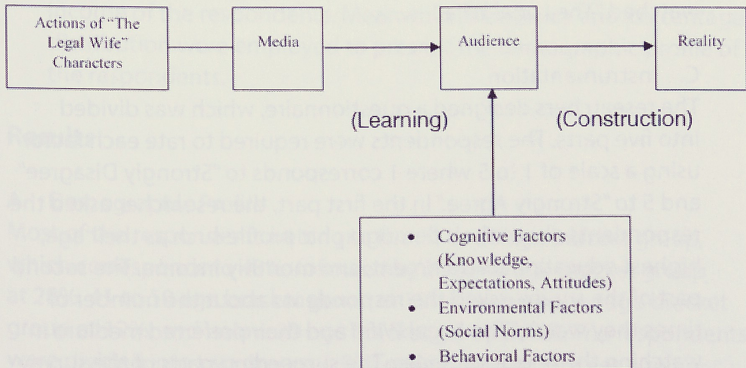 Actions of "The
Legal Wife"
Characters
Media
Audience
Reality
(Learning)
(Construction)
• Cognitive Factors
(Knowledge,
Expectations, Attitudes)
• Environmental Factors
(Social Norms)
• Behavioral Factors